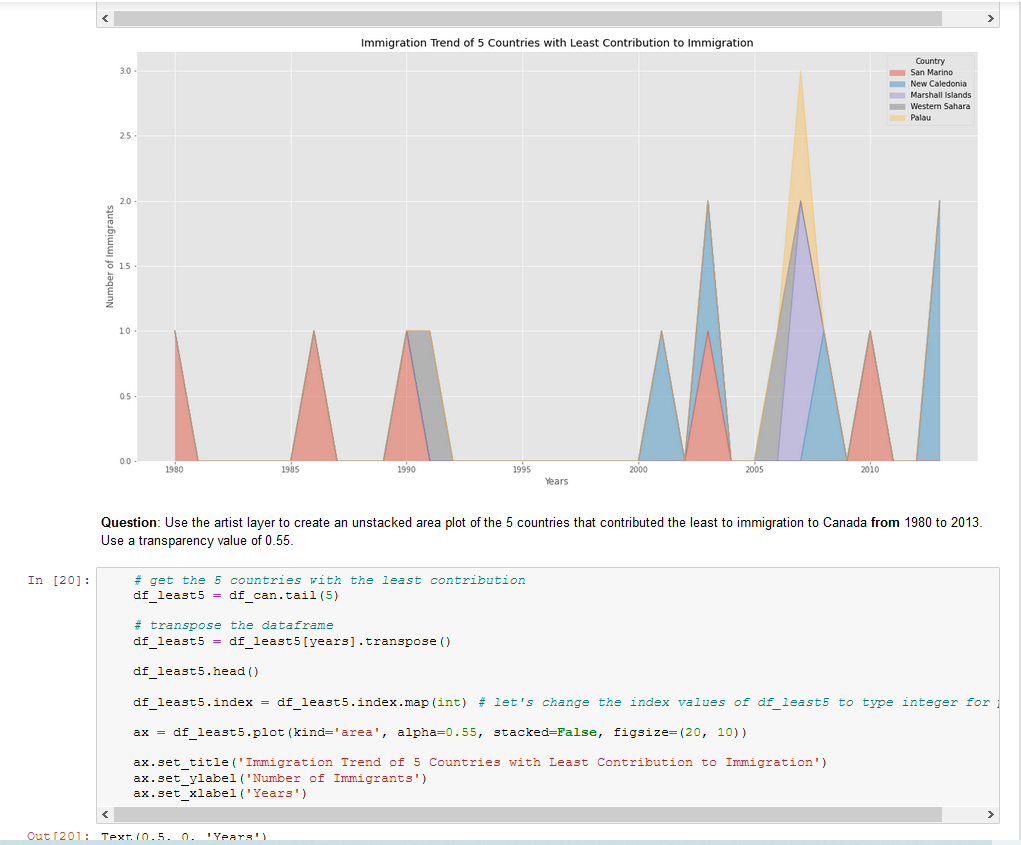 Immigration Trend of 5 Countries with Least Contribution to Immigration
Country
San Marino
New Caledonia
Marshall Islands
Western Sahara
Palau
3.0
2.5
2.0
1.5
1.0
0.5
0.0
Number of Immigrants
1980 1985 1990 1995 2000 2005 2010
Years
Question: Use the artist layer to create an unstacked area plot of the 5 countries that contributed the least to immigration to Canada from 1980 to 2013.
Use a transparency value of 0.55.
In [20]:
# get the 5 countries with the least contribution
df_least5 = df_can.tail(5)
# transpose the dataframe
df_least5 = df_least5[years].transpose()
df_least5.head()
df_least5.index = df_least5.index.map(int) # let's change the index values of df_least5 to type integer for
ax = df_least5.plot(kind='area', alpha=0.55, stacked=False, figsize=(20, 10))
ax.set_title('Immigration Trend of 5 Countries with Least Contribution to Immigration')
ax.set_ylabel('Number of Immigrants')
ax.set_xlabel('Years')
Out[20]: Text(0.5, 0, 'Years')